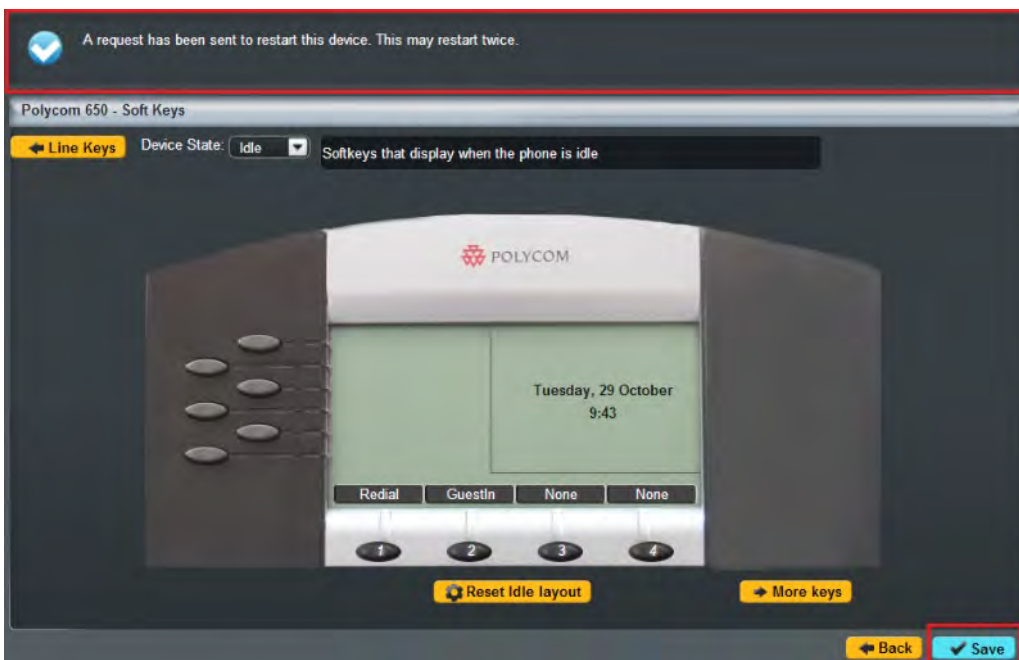 A request has been sent to restart this device. This may restart twice.
Polycom 650 - Soft Keys
Line Keys
Device State:
Idle
Softkeys that display when the phone is idle
POLYCOM
Tuesday, 29 October
9:43
Redial
GuestIn
None
None
1
2
3
4
Reset Idle layout
More keys
Back
Save